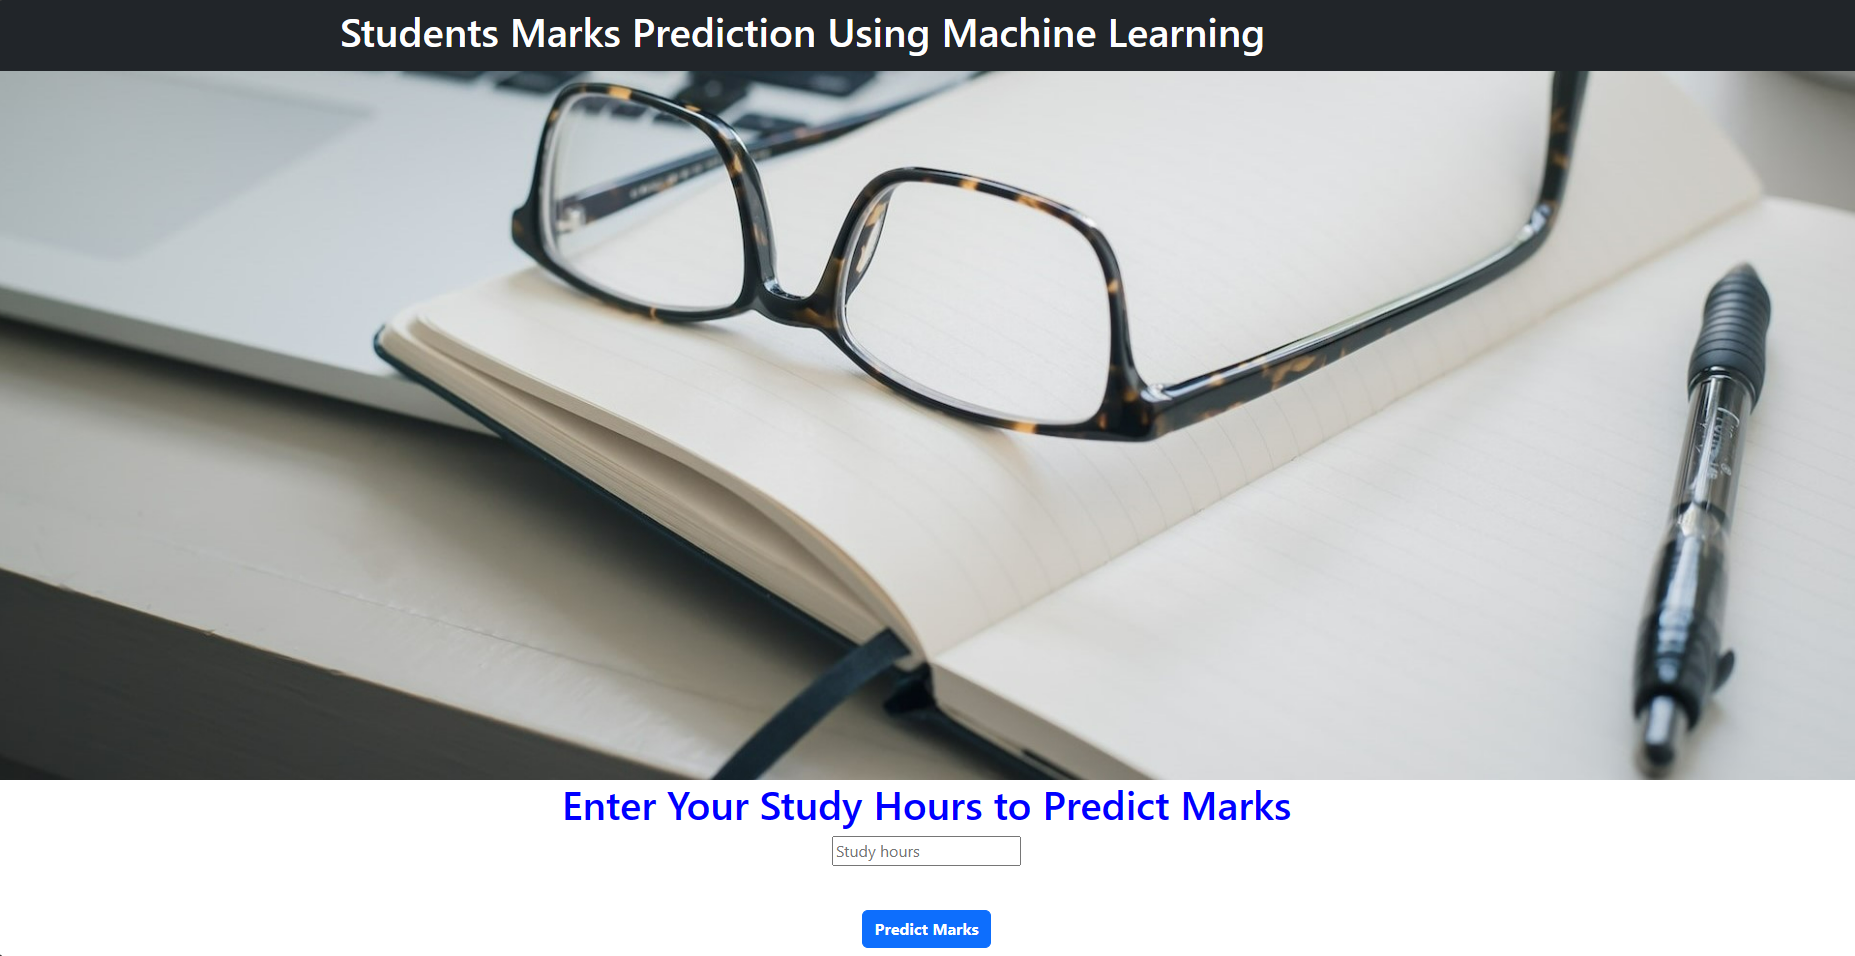 Students Marks Prediction Using Machine Learning
Enter Your Study Hours to Predict Marks
Study hours
Predict Marks